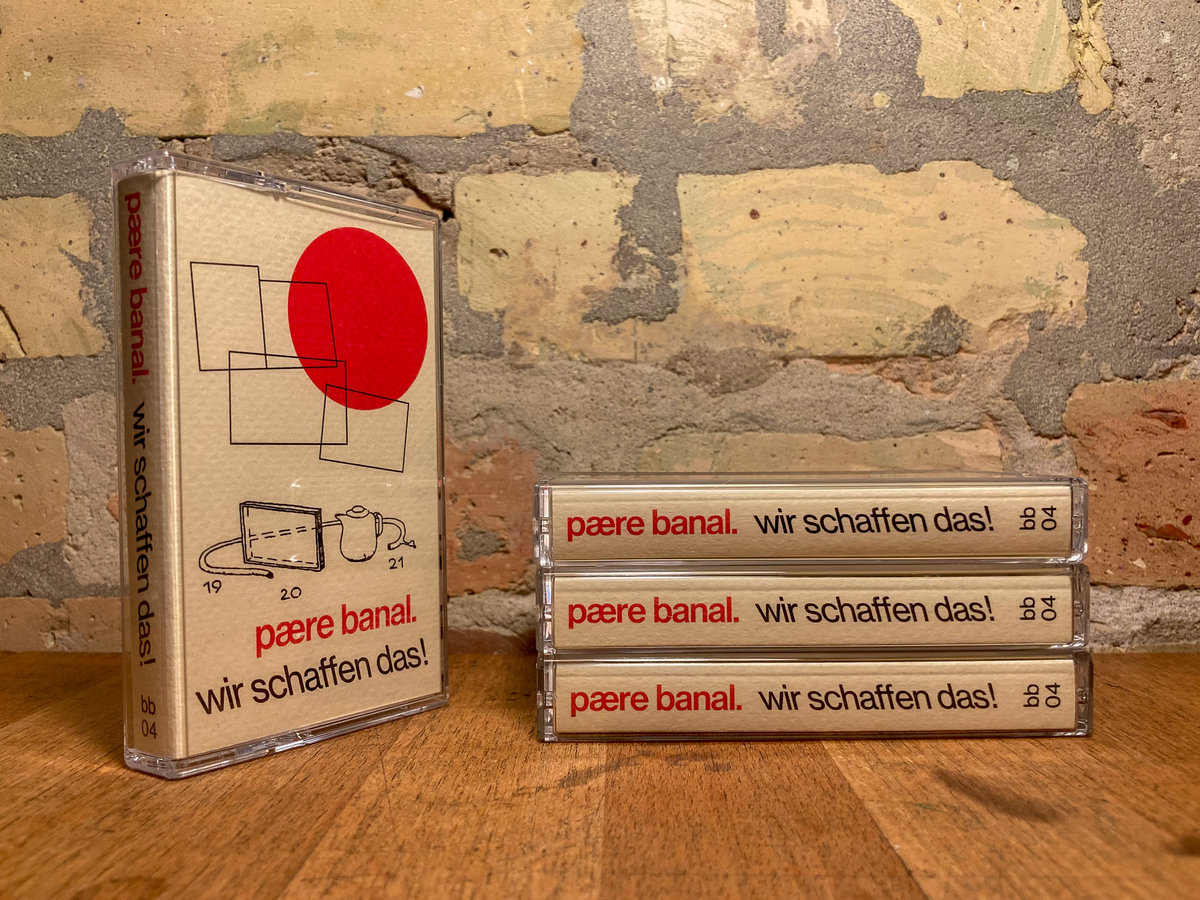 pære banal. wir schaffen das! bb 04
19
20
21
pære banal.
wir schaffen das!
pære banal. wir schaffen das! bb 04
pære banal. wir schaffen das! bb 04
pære banal. wir schaffen das! bb 04